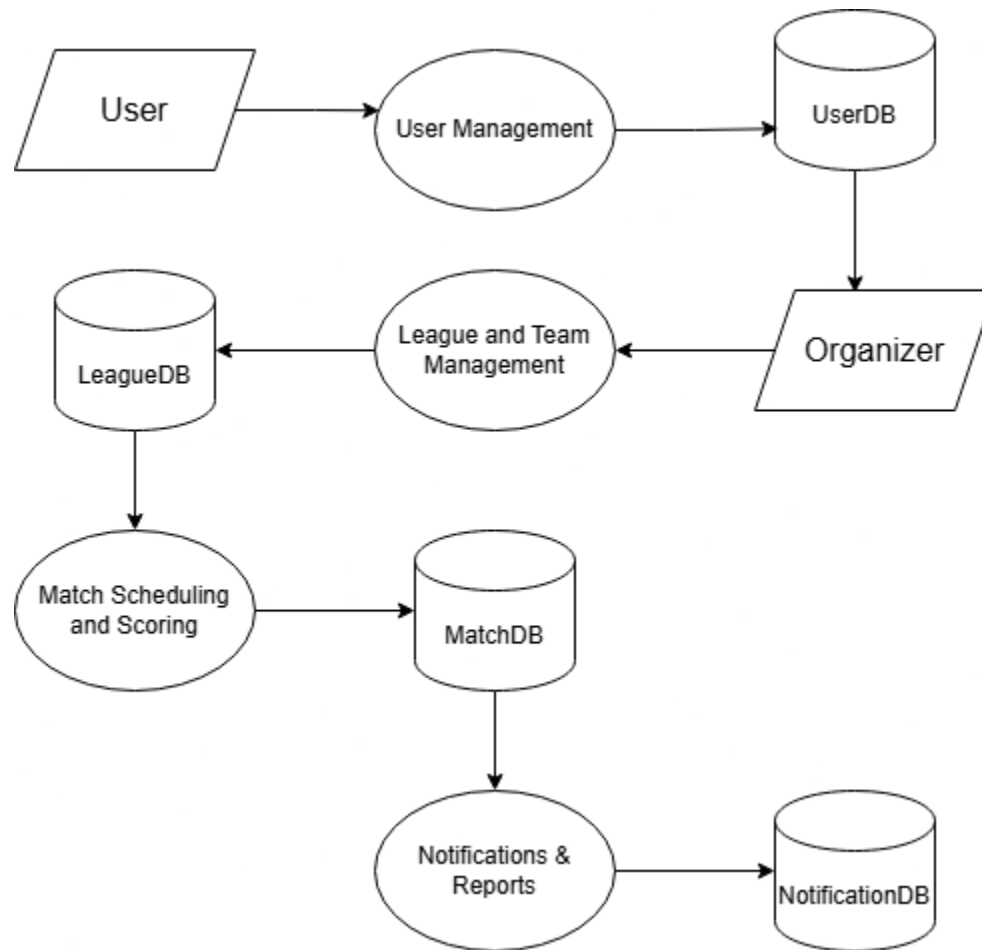 User
User Management
UserDB
LeagueDB
League and Team
Management
Organizer
Match Scheduling
and Scoring
MatchDB
Notifications &
Reports
NotificationDB